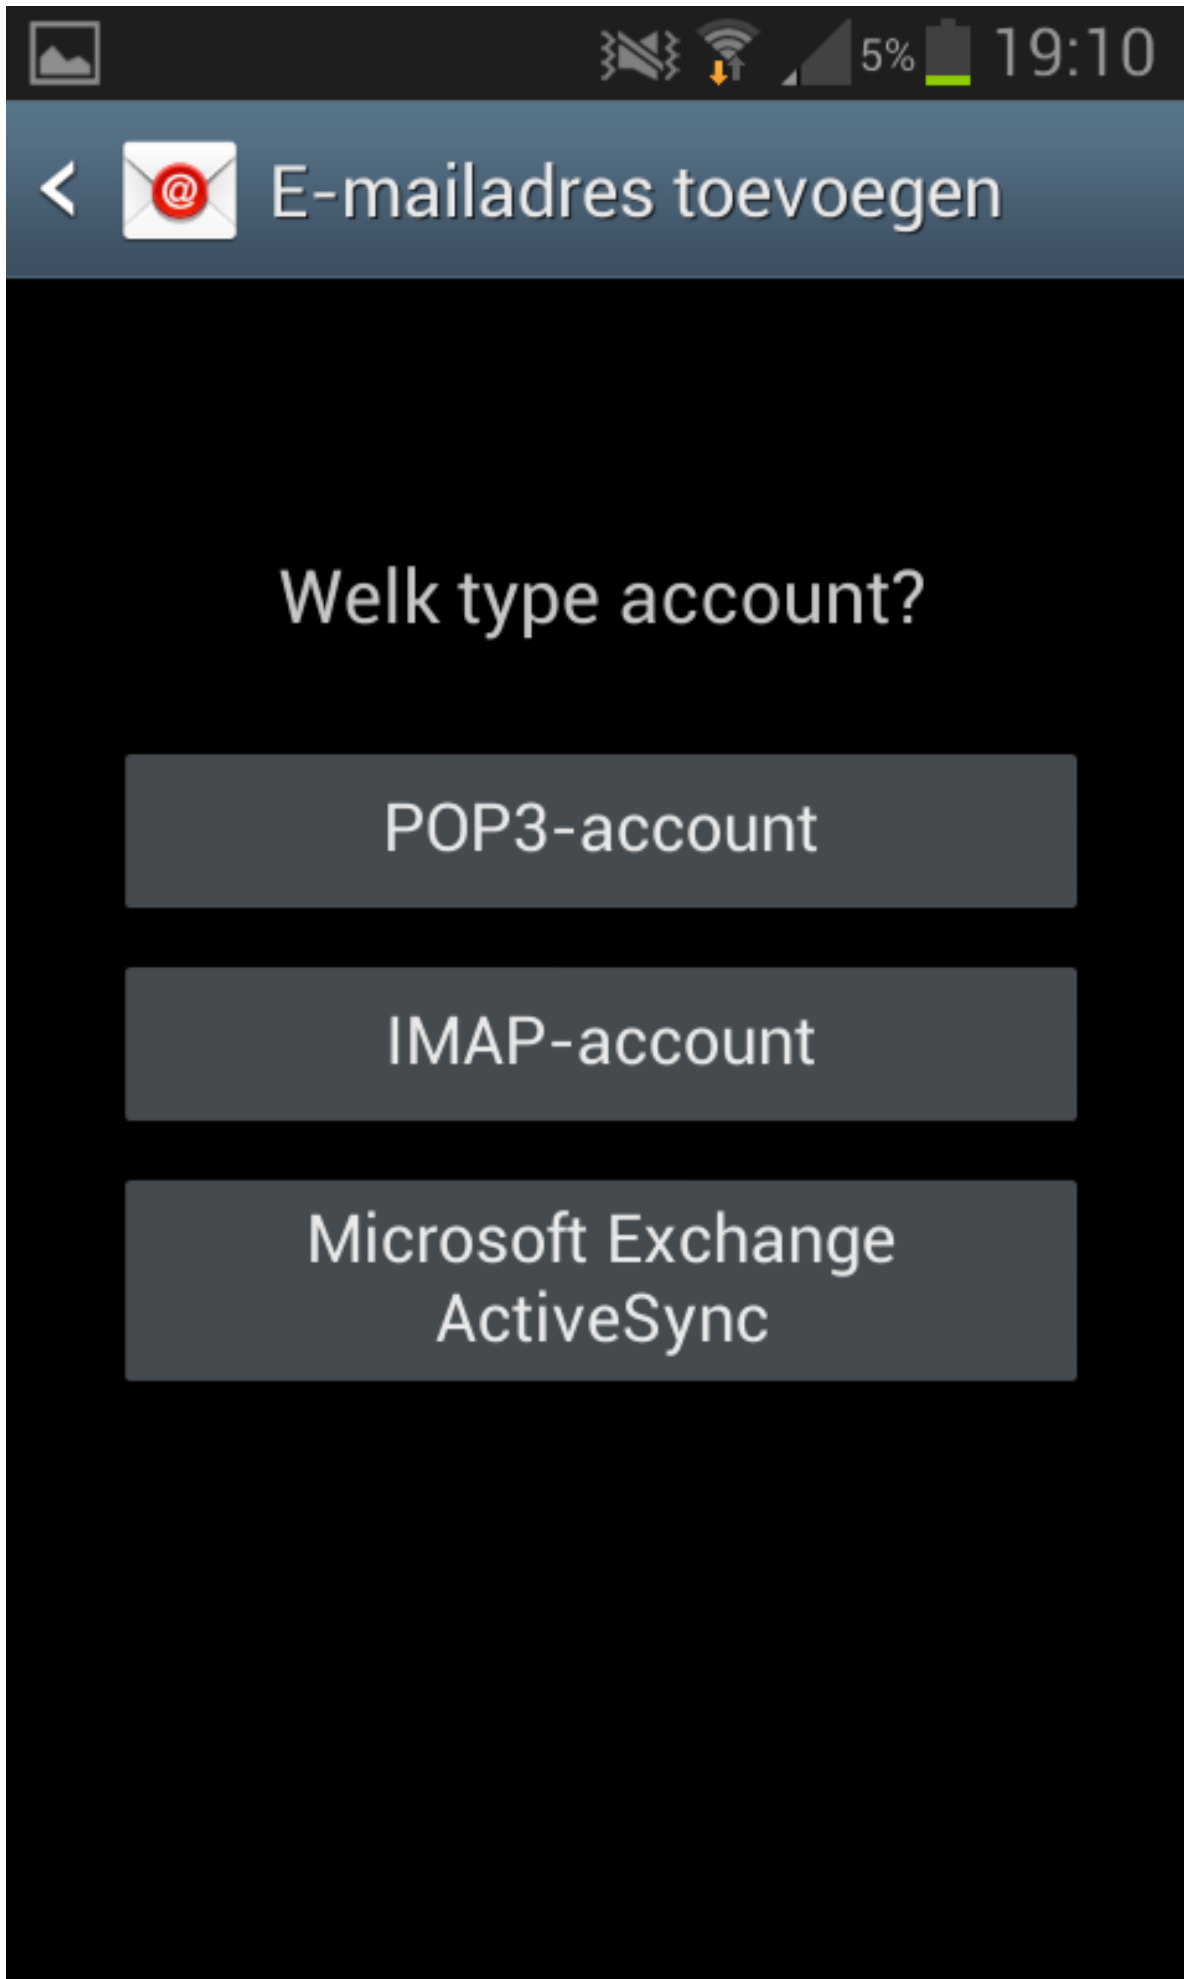 5% 19:10
E-mailadres toevoegen
Welk type account?
POP3-account
IMAP-account
Microsoft Exchange
ActiveSync